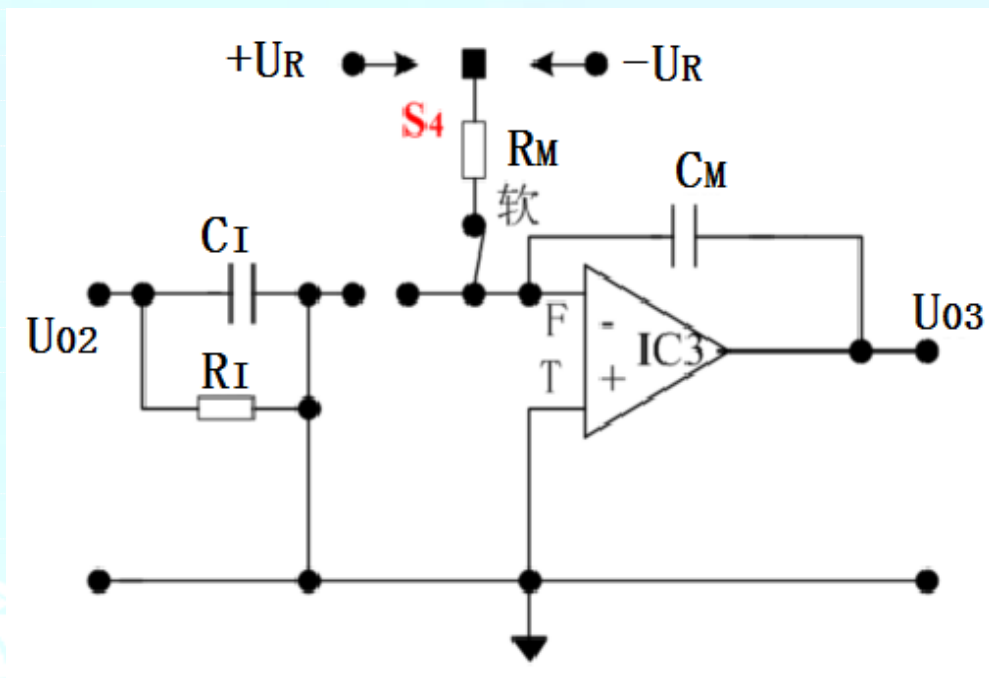 +UR
-UR
S4
RM
软
CM
CI
U02
RI
F
-
IC3
T
+
U03